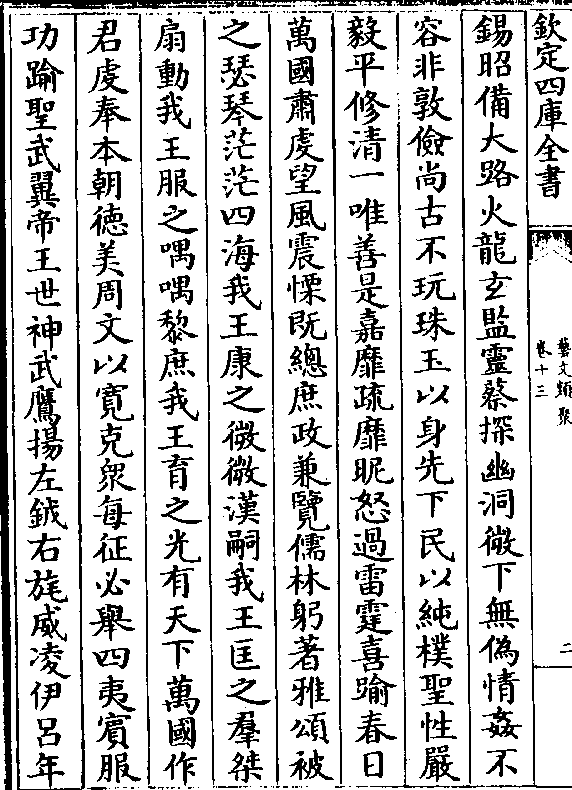 欽定四庫全書
藝文類聚
卷十三
二
錫昭備大路火龍玄監靈蔡探幽洞微下無偽情姦不
容非敦儉尚古不玩珠玉以身先下民以純樸聖性嚴
毅平修清一唯善是嘉靡疏靡昵怒過雷霆喜踰春日
萬國肅虔望風震慄既總庶政兼覽儒林躬著雅頌被
之瑟琴茫茫四海我王康之微微漢嗣我王匡之羣桀
扇動我王服之喁喁黎庶我王育之光有天下萬國作
君虔奉本朝徳美周文以寛克衆每征必舉四夷賓服
功踰聖武翼帝王世神武鷹揚左鉞右旄威凌伊吕年